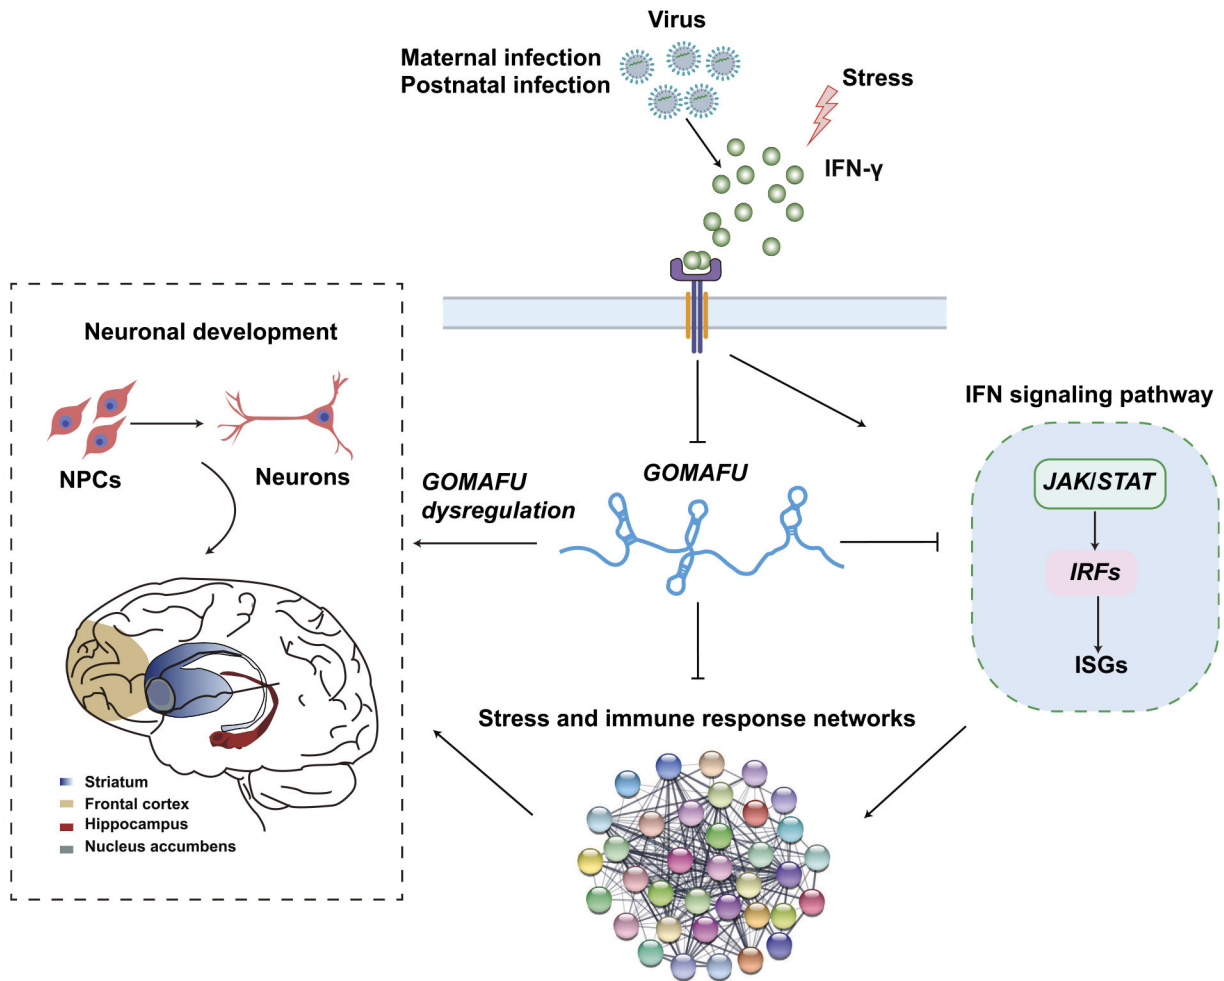 Virus
Maternal infection
Postnatal infection
Stress
IFN-γ
Neuronal development
NPCs
Neurons
GOMAFU
dysregulation
GOMAFU
IFN signaling pathway
JAK/STAT
IRFs
ISGs
Stress and immune response networks
Striatum
Frontal cortex
Hippocampus
Nucleus accumbens